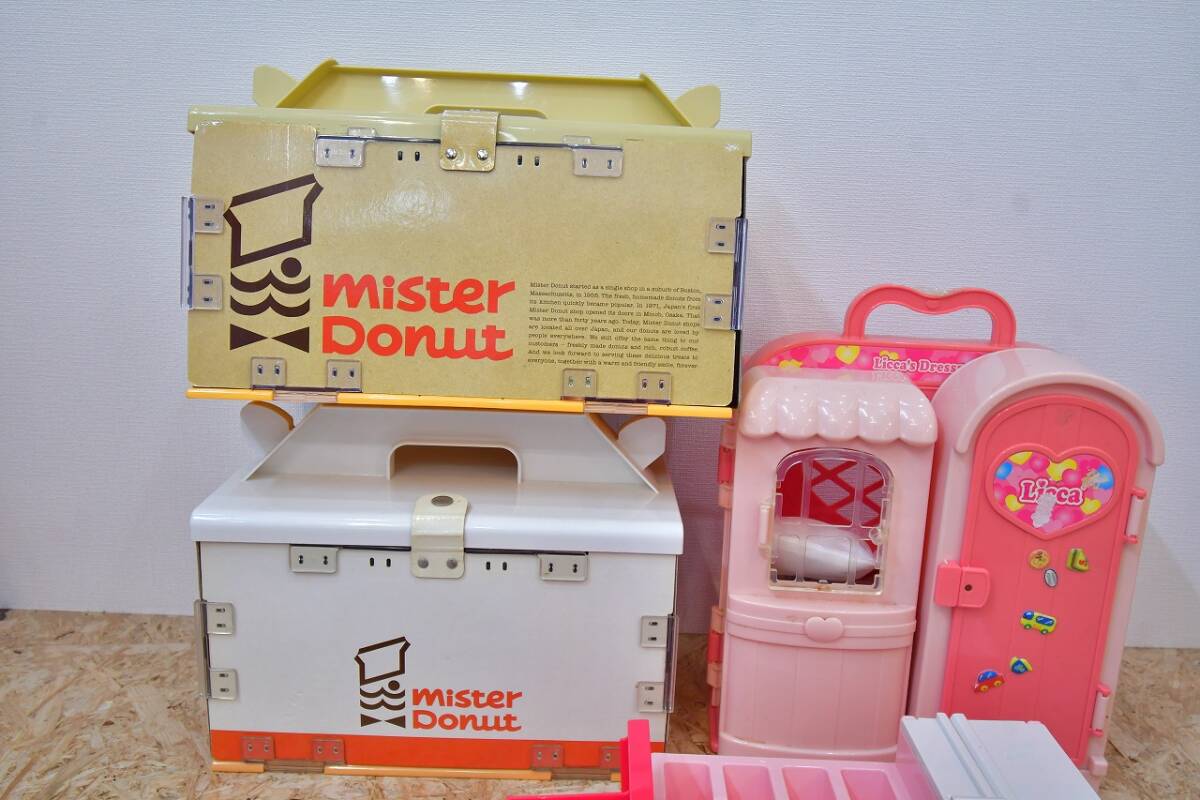 mister
Donut
Mister Donut started as a single shop in a suburb of Boston,
Massachusetts, in 1955. The fresh, homemade donuts from
its kitchen quickly became popular. In 1971, Japan's first
Mister Donut shop opened its doors in Minoh, Osaka. That
was more than forty years ago. Today, Mister Donut shops
are located all over Japan, and our donuts are loved by
people everywhere. We still offer the same thing to our
customers – freshly made donuts and rich, robust coffee.
And we look forward to serving these delicious treats to
everyone, together with a warm and friendly smile, forever.
mister
Donut
Licca's Dress
Licca